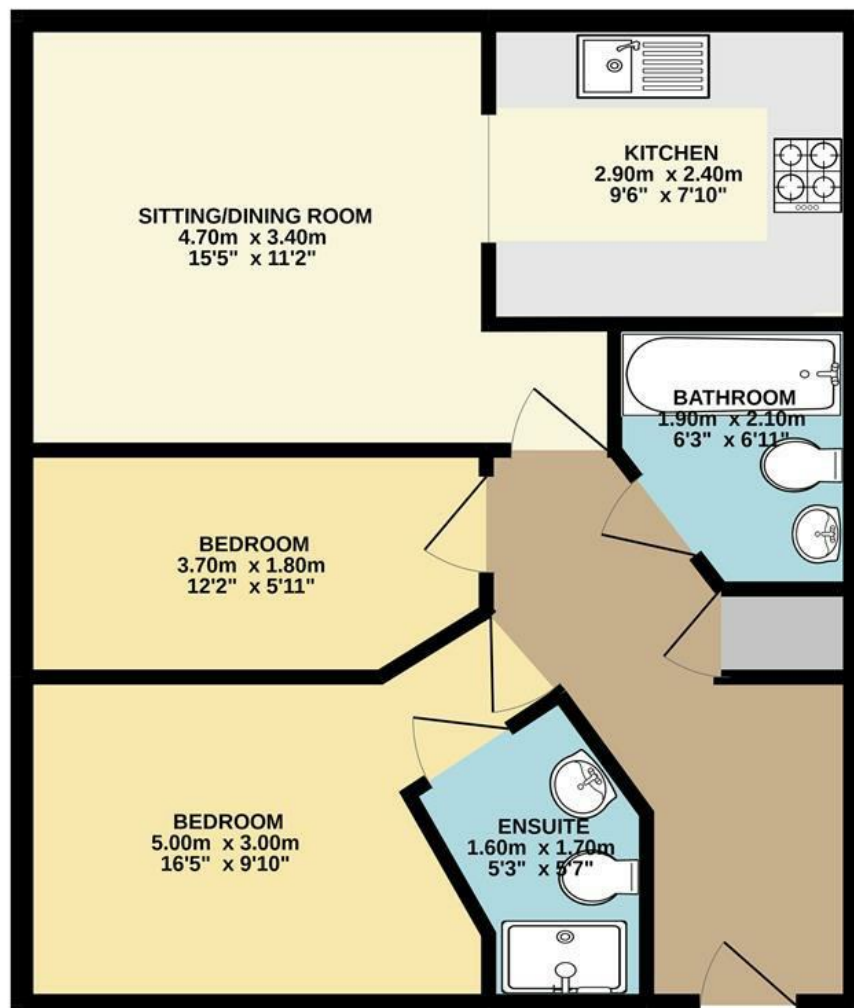 KITCHEN
2.90m x 2.40m
9'6" x 7'10"
SITTING/DINING ROOM
4.70m x 3.40m
15'5" x 11'2"
BATHROOM
1.90m x 2.10m
6'3" x 6'11"
BEDROOM
3.70m x 1.80m
12'2" x 5'11"
BEDROOM
5.00m x 3.00m
16'5" x 9'10"
ENSUITE
1.60m x 1.70m
5'3" x 5'7"